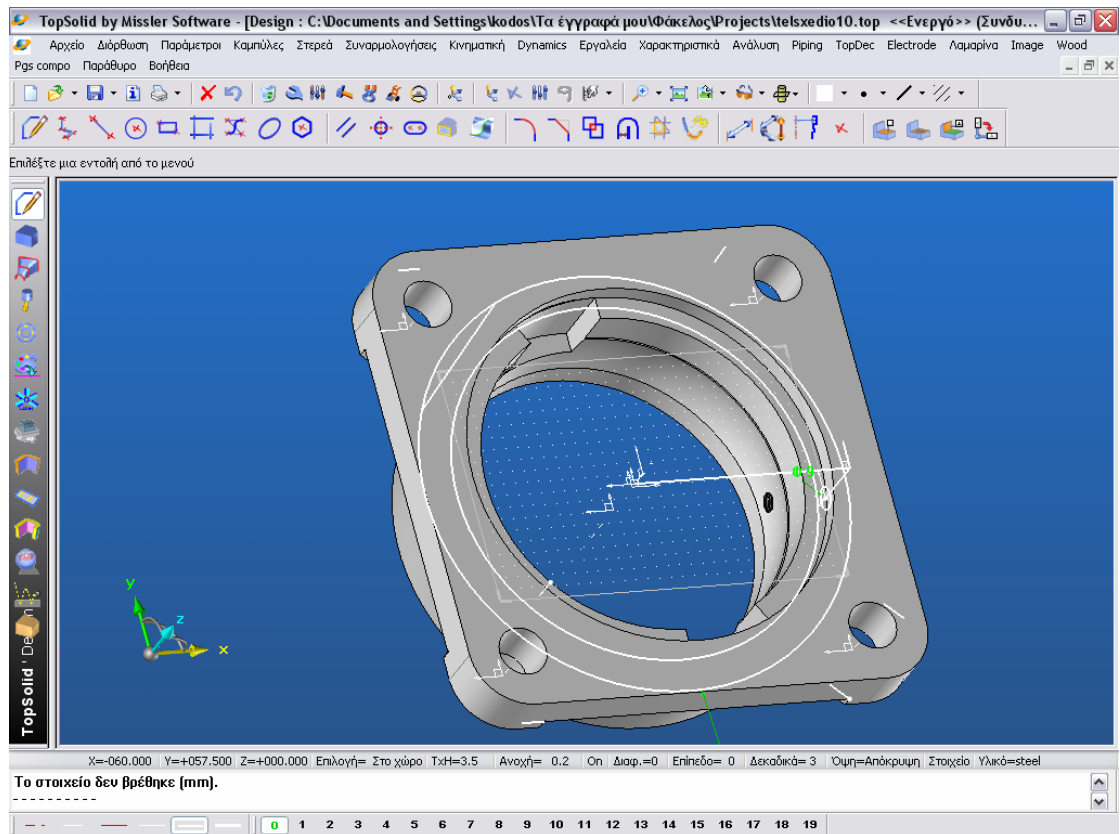 TopSolid by Missler Software - [Design : C:\Documents and Settings\kodos\Τα έγγραφά μου\Φάκελος\Projects\telsxedio10.top <<Ενεργό>> (Συνδυ...
Αρχείο Διόρθωση Παράμετροι Καμπύλες Στερεά Συναρμολογήσεις Κινηματική Dynamics Εργαλεία Χαρακτηριστικά Ανάλυση Piping TopDec Electrode Λαμαρίνα Image Wood
Pgs compo Παράθυρο Βοήθεια
Επιλέξτε μια εντολή από το μενού
y
z
x
TopSolid'Design
X=-060.000 Y=+057.500 Z=+000.000 Επιλογή= Στο χώρο TxH=3.5 Ανοχή= 0.2 On Διαφ.=0 Επίπεδο= 0 Δεκαδικά= 3 Όψη=Απόκρυψη Στοιχείο Υλικό=steel
Το στοιχείο δεν βρέθηκε (mm).
----------
0 1 2 3 4 5 6 7 8 9 10 11 12 13 14 15 16 17 18 19